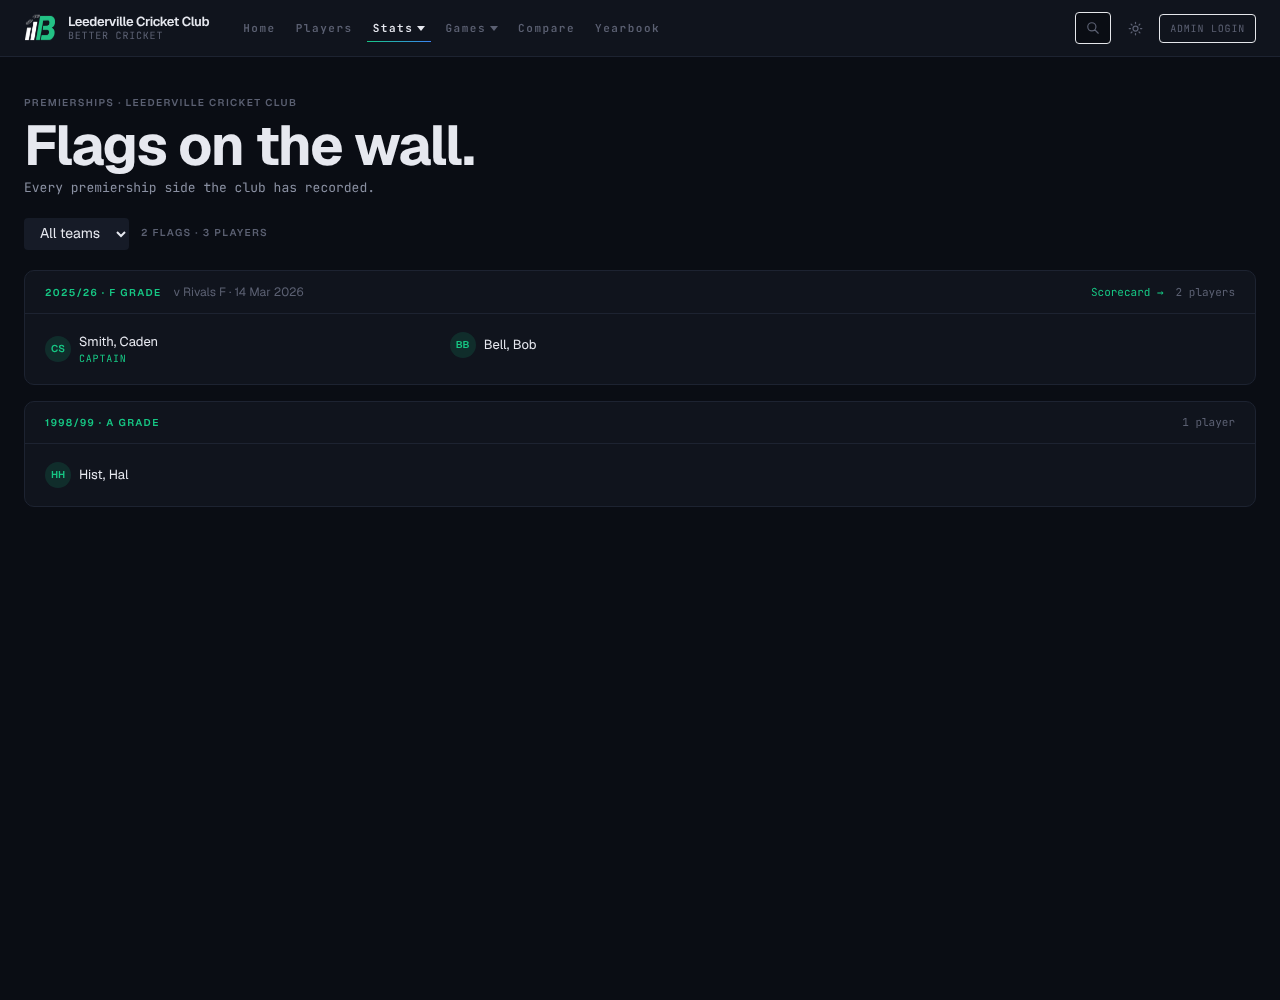 Leederville Cricket Club
BETTER CRICKET
Home Players Stats Games Compare Yearbook
ADMIN LOGIN
PREMIERSHIPS · LEEDERVILLE CRICKET CLUB
Flags on the wall.
Every premiership side the club has recorded.
All teams 2 FLAGS · 3 PLAYERS
2025/26 · F GRADE v Rivals F · 14 Mar 2026 Scorecard → 2 players
CS Smith, Caden BB Bell, Bob
CAPTAIN
1998/99 · A GRADE 1 player
HH Hist, Hal